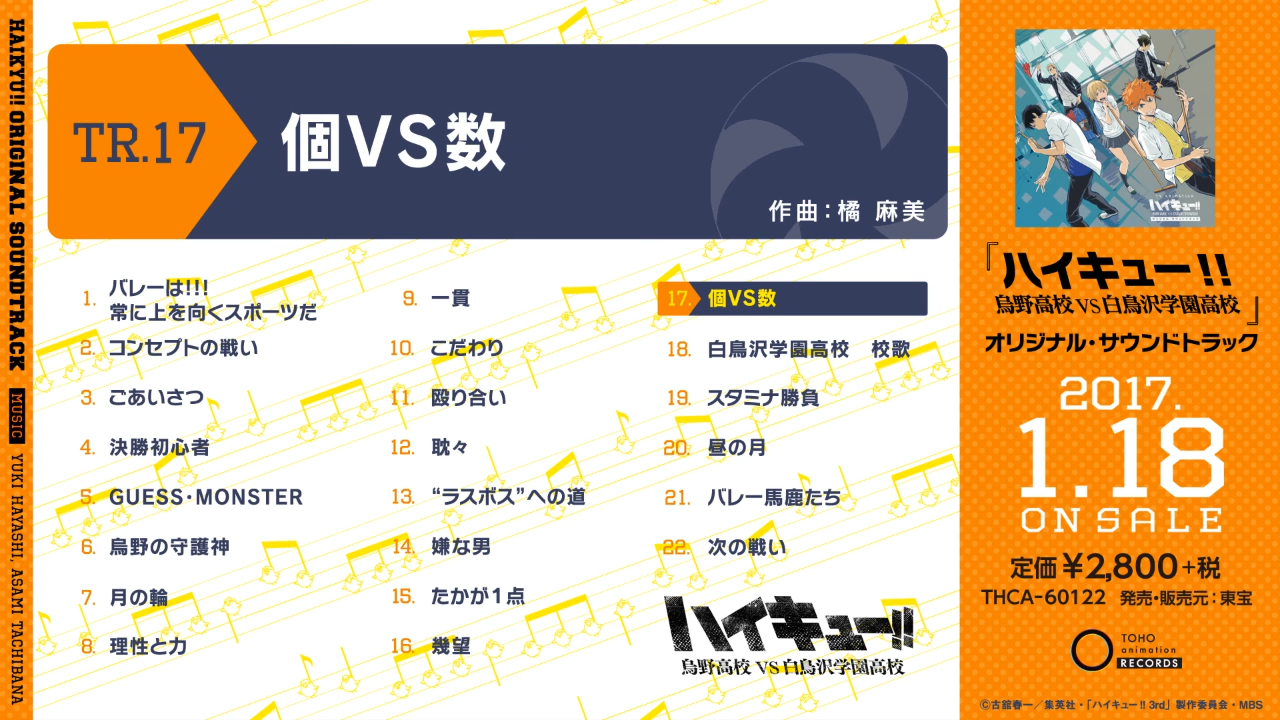 HAIKYU!! ORIGINAL SOUNDTRACK MUSIC YUKI HAYASHI, ASAMI TACHIBANA
TR.17
個VS数
作曲：橘 麻美
1. バレーは!!!
常に上を向くスポーツだ
2. コンセプトの戦い
3. ごあいさつ
4. 決勝初心者
5. GUESS・MONSTER
6. 烏野の守護神
7. 月の輪
8. 理性と力
9. 一貫
10. こだわり
11. 殴り合い
12. 耽々
13. “ラスボス”への道
14. 嫌な男
15. たかが１点
16. 幾望
17. 個VS数
18. 白鳥沢学園高校　校歌
19. スタミナ勝負
20. 昼の月
21. バレー馬鹿たち
22. 次の戦い
ハイキュー!!
烏野高校 VS 白鳥沢学園高校
ハイキュー!!
『ハイキュー!!
烏野高校 VS 白鳥沢学園高校』
オリジナル・サウンドトラック
2017.
1.18
ON SALE
定価¥2,800+税
THCA-60122 発売・販売元：東宝
TOHO
animation
RECORDS
©古舘春一／集英社・「ハイキュー!! 3rd」製作委員会・MBS